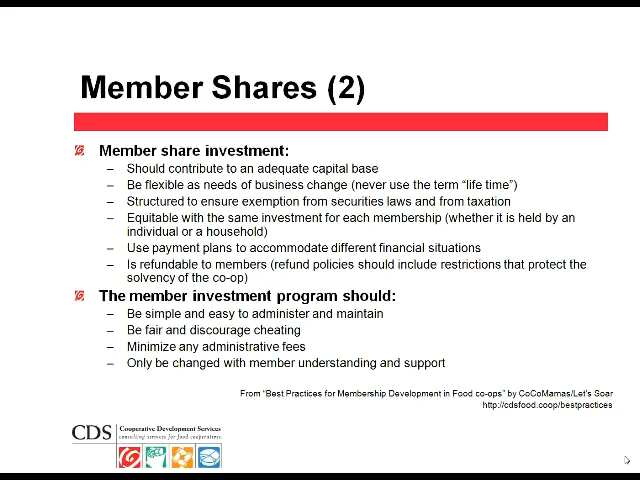 Member Shares (2)
Member share investment:
– Should contribute to an adequate capital base
– Be flexible as needs of business change (never use the term “life time”)
– Structured to ensure exemption from securities laws and from taxation
– Equitable with the same investment for each membership (whether it is held by an
individual or a household)
– Use payment plans to accommodate different financial situations
– Is refundable to members (refund policies should include restrictions that protect the
solvency of the co-op)
The member investment program should:
– Be simple and easy to administer and maintain
– Be fair and discourage cheating
– Minimize any administrative fees
– Only be changed with member understanding and support
From “Best Practices for Membership Development in Food co-ops” by CoCoMamas/Let’s Soar
http://cdsfood.coop/bestpractices
CDS Cooperative Development Services
consulting services for food cooperatives